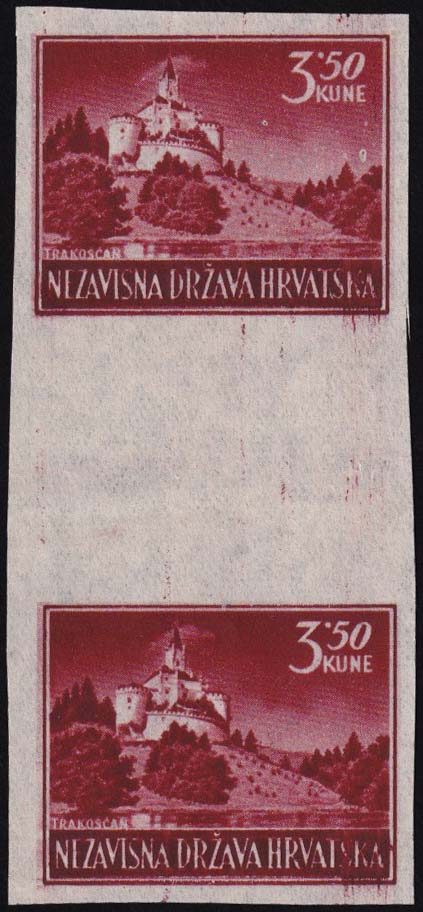 3.50
KUNE
TRAKOŠĆAN
NEZAVISNA DRŽAVA HRVATSKA
3.50
KUNE
TRAKOŠĆAN
NEZAVISNA DRŽAVA HRVATSKA